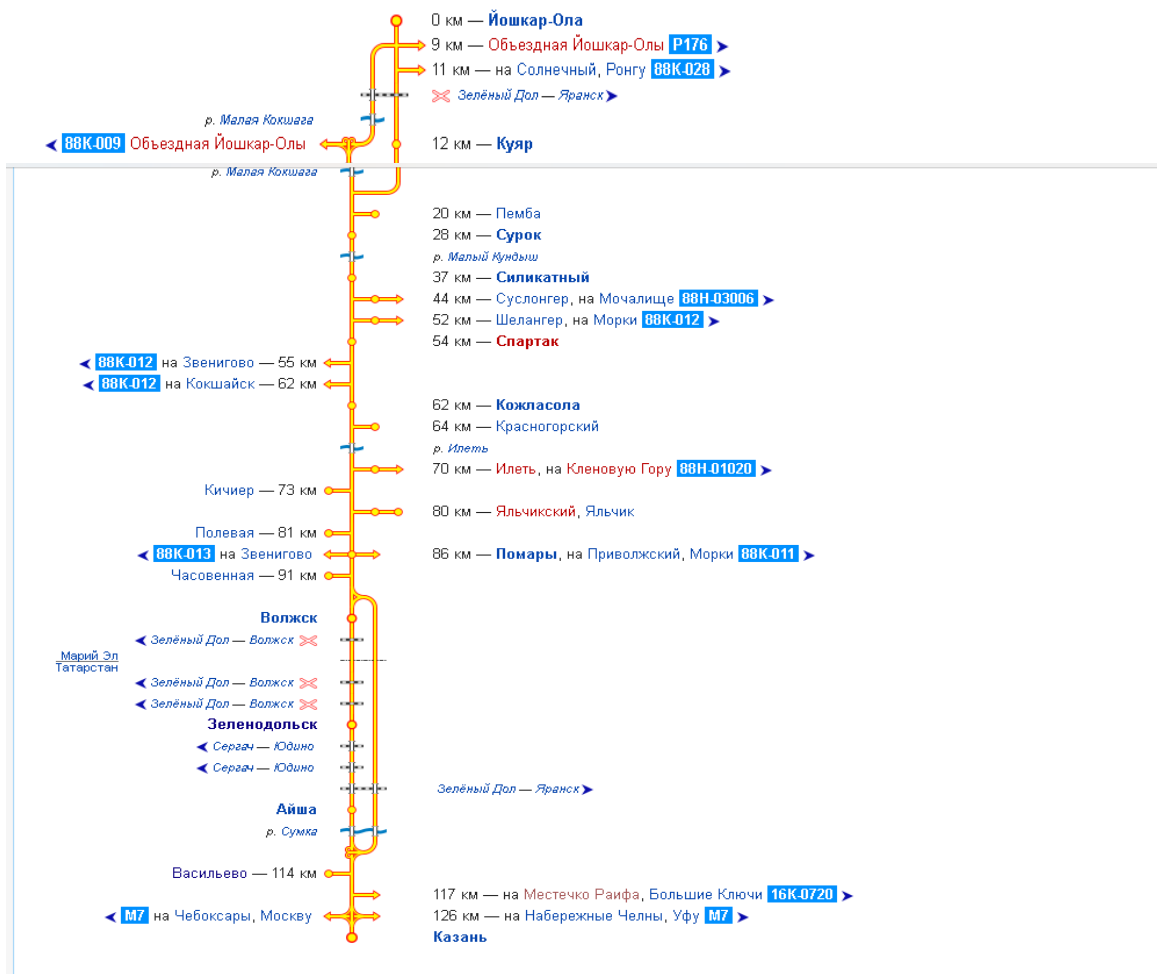 0 км — Йошкар-Ола
9 км — Объездная Йошкар-Олы Р176
11 км — на Солнечный, Ронгу 88К-028
Зелёный Дол — Яранск
р. Малая Кокшага
88К-009 Объездная Йошкар-Олы
12 км — Куяр
р. Малая Кокшага
20 км — Пемба
28 км — Сурок
р. Малый Кундыш
37 км — Силикатный
44 км — Суслонгер, на Мочалище 88Н-03006
52 км — Шелангер, на Морки 88К-012
54 км — Спартак
88К-012 на Звенигово — 55 км
88К-012 на Кокшайск — 62 км
62 км — Кожласола
64 км — Красногорский
р. Илеть
70 км — Илеть, на Кленовую Гору 88Н-01020
Кичиер — 73 км
80 км — Яльчикский, Яльчик
Полевая — 81 км
88К-013 на Звенигово
86 км — Помары, на Приволжский, Морки 88К-011
Часовенная — 91 км
Волжск
Зелёный Дол — Волжск
Марий Эл
Татарстан
Зелёный Дол — Волжск
Зелёный Дол — Волжск
Зеленодольск
Сергач — Юдино
Сергач — Юдино
Зелёный Дол — Яранск
Айша
р. Сумка
Васильево — 114 км
117 км — на Местечко Раифа, Большие Ключи 16К-0720
М7 на Чебоксары, Москву
126 км — на Набережные Челны, Уфу М7
Казань